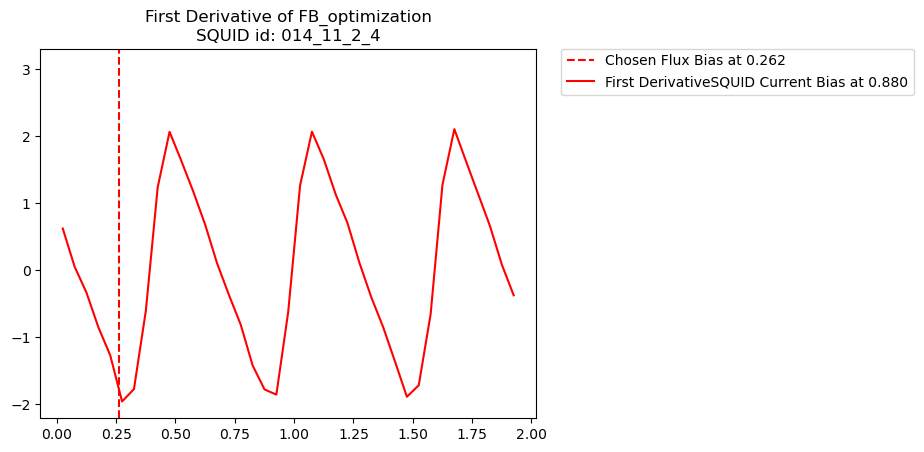 First Derivative of FB_optimization
SQUID id: 014_11_2_4
Chosen Flux Bias at 0.262
First DerivativeSQUID Current Bias at 0.880
3
2
1
0
−1
−2
0.00 0.25 0.50 0.75 1.00 1.25 1.50 1.75 2.00